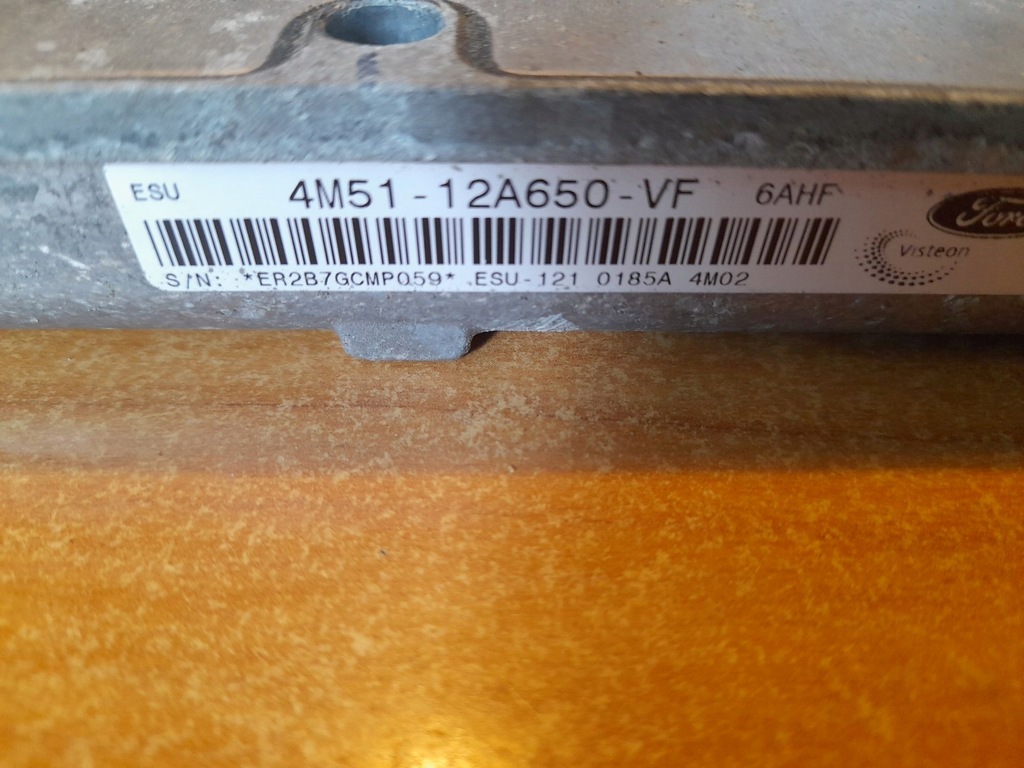 ESU 4M51-12A650-VF 6AHF
Ford
Visteon
S/N: *ER2B7GCMP059* ESU-121 0185A 4M02